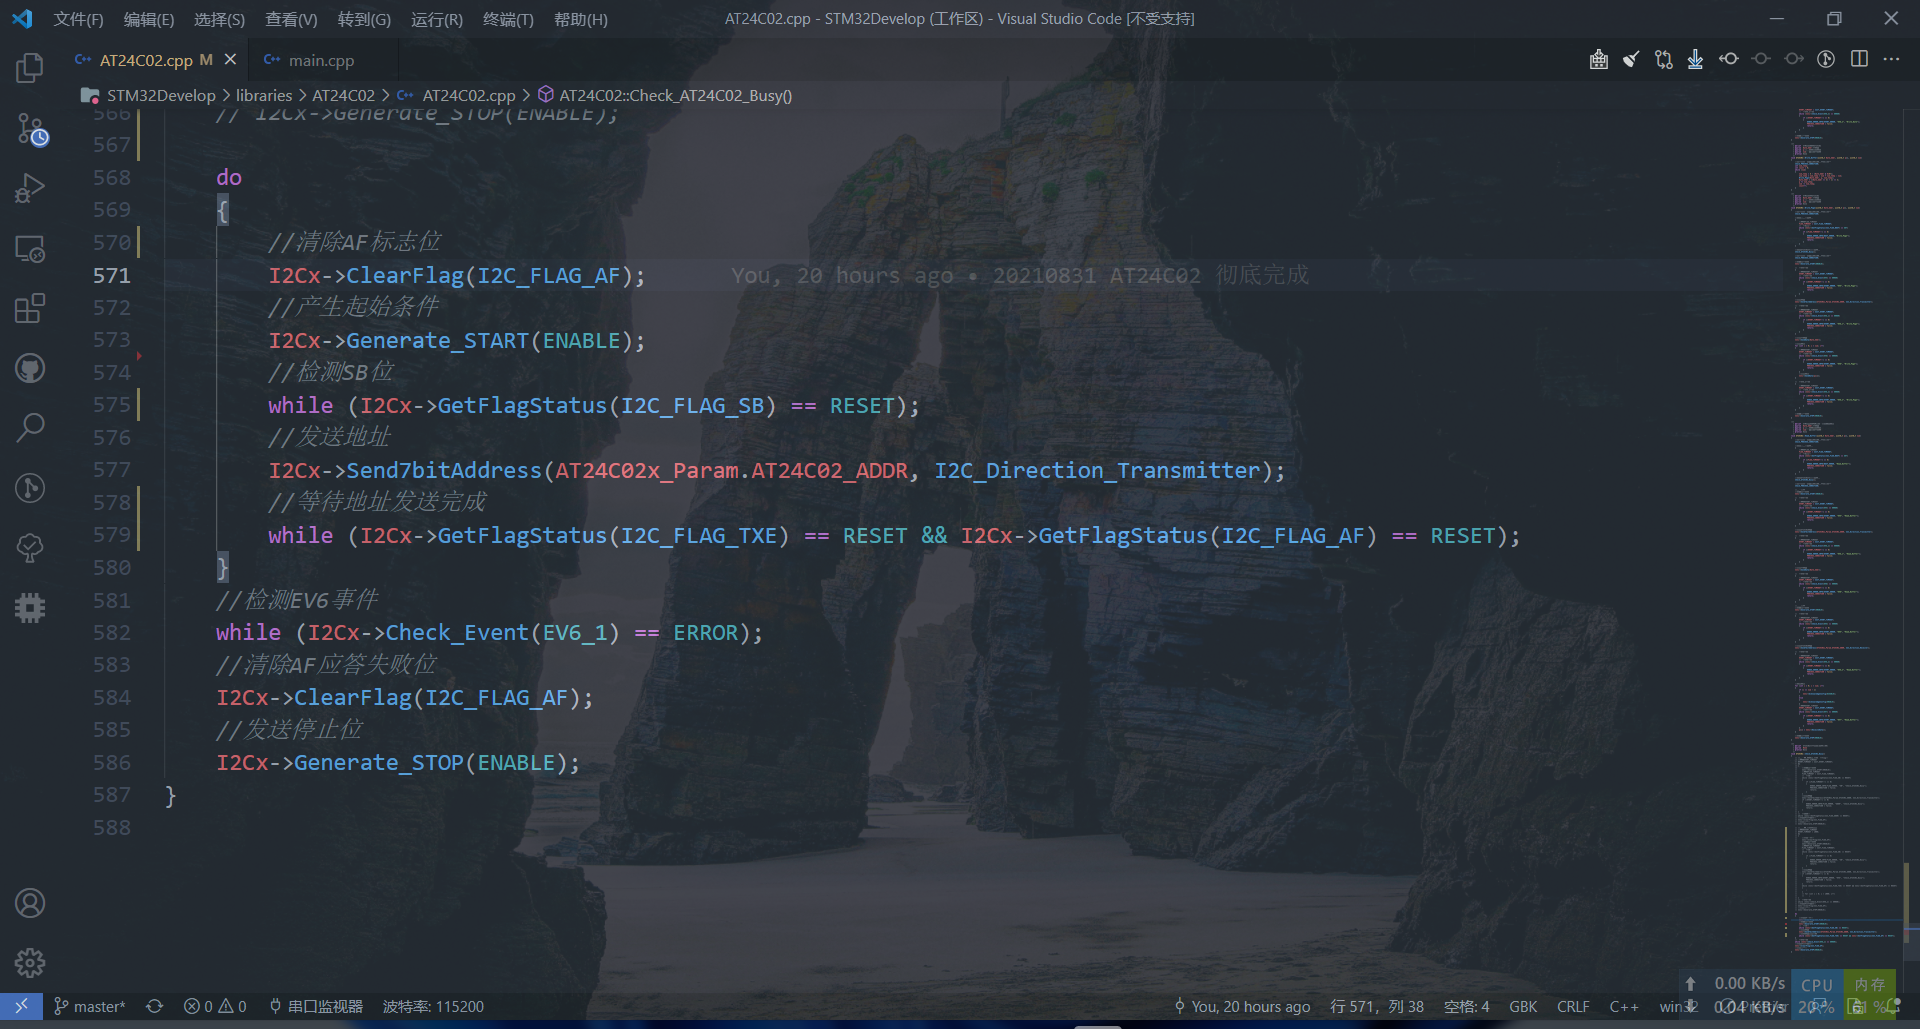 文件(F) 编辑(E) 选择(S) 查看(V) 转到(G) 运行(R) 终端(T) 帮助(H) AT24C02.cpp - STM32Develop (工作区) - Visual Studio Code [不受支持]
AT24C02.cpp M main.cpp
STM32Develop > libraries > AT24C02 > AT24C02.cpp > AT24C02::Check_AT24C02_Busy()
566 // I2Cx->Generate_STOP(ENABLE);
567
568 do
569 {
570 //清除AF标志位
571 I2Cx->ClearFlag(I2C_FLAG_AF); You, 20 hours ago • 20210831 AT24C02 彻底完成
572 //产生起始条件
573 I2Cx->Generate_START(ENABLE);
574 //检测SB位
575 while (I2Cx->GetFlagStatus(I2C_FLAG_SB) == RESET);
576 //发送地址
577 I2Cx->Send7bitAddress(AT24C02x_Param.AT24C02_ADDR, I2C_Direction_Transmitter);
578 //等待地址发送完成
579 while (I2Cx->GetFlagStatus(I2C_FLAG_TXE) == RESET && I2Cx->GetFlagStatus(I2C_FLAG_AF) == RESET);
580 }
581 //检测EV6事件
582 while (I2Cx->Check_Event(EV6_1) == ERROR);
583 //清除AF应答失败位
584 I2Cx->ClearFlag(I2C_FLAG_AF);
585 //发送停止位
586 I2Cx->Generate_STOP(ENABLE);
587 }
588
0.00 KB/s CPU 内存
master* 0 0 串口监视器 波特率: 115200 You, 20 hours ago 行 571, 列 38 空格: 4 GBK CRLF C++